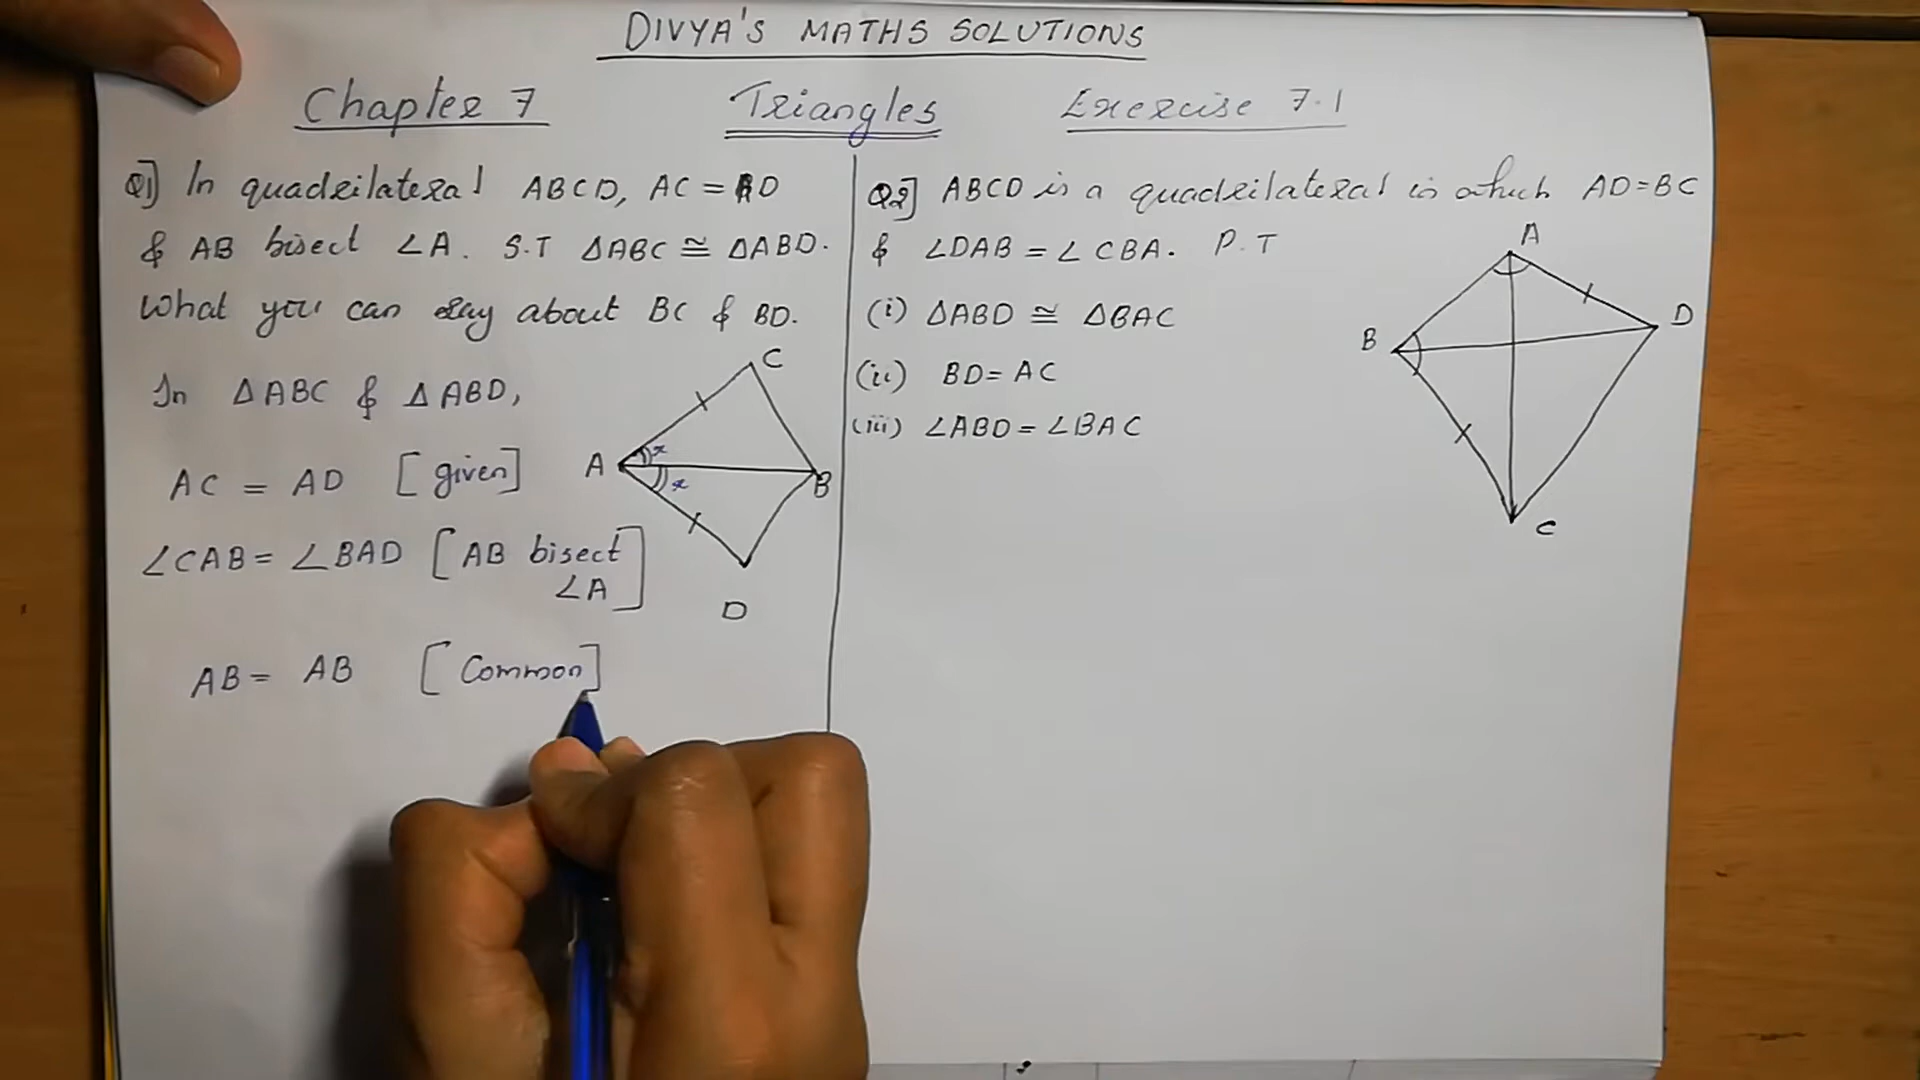 DIVYA'S MATHS SOLUTIONS
Chapter 7 Triangles Exercise 7.1
Q1] In quadrilateral ABCD, AC = AD
& AB bisect ∠A. S.T ΔABC ≅ ΔABD.
What you can say about BC & BD.
In ΔABC & ΔABD,
AC = AD [given]
∠CAB = ∠BAD [AB bisect
∠A]
AB = AB [Common]
C
A
x
x
B
D
Q2] ABCD is a quadrilateral is which AD=BC
& ∠DAB = ∠CBA. P.T
(i) ΔABD ≅ ΔBAC
(ii) BD = AC
(iii) ∠ABD = ∠BAC
A
B
D
C